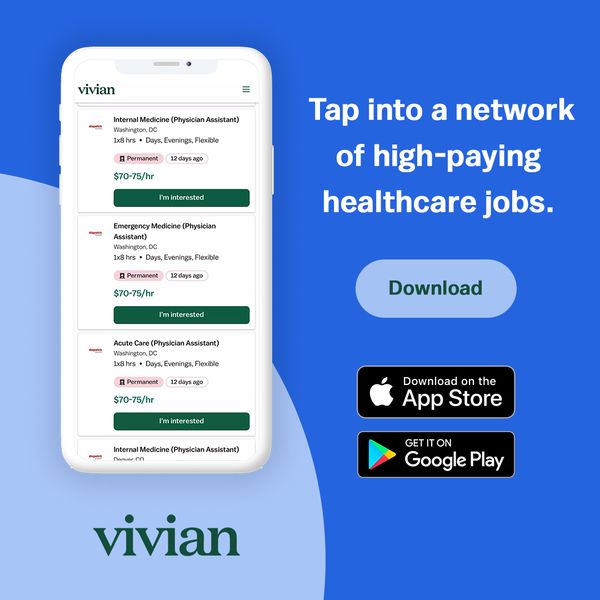 vivian
Internal Medicine (Physician Assistant)
Washington, DC
1x8 hrs • Days, Evenings, Flexible
Permanent 12 days ago
$70-75/hr
I'm interested
Emergency Medicine (Physician
Assistant)
Washington, DC
1x8 hrs • Days, Evenings, Flexible
Permanent 12 days ago
$70-75/hr
I'm interested
Acute Care (Physician Assistant)
Washington, DC
1x8 hrs • Days, Evenings, Flexible
Permanent 12 days ago
$70-75/hr
I'm interested
Internal Medicine (Physician Assistant)
Denver, CO
vivian
Tap into a network
of high-paying
healthcare jobs.
Download
Download on the
App Store
GET IT ON
Google Play